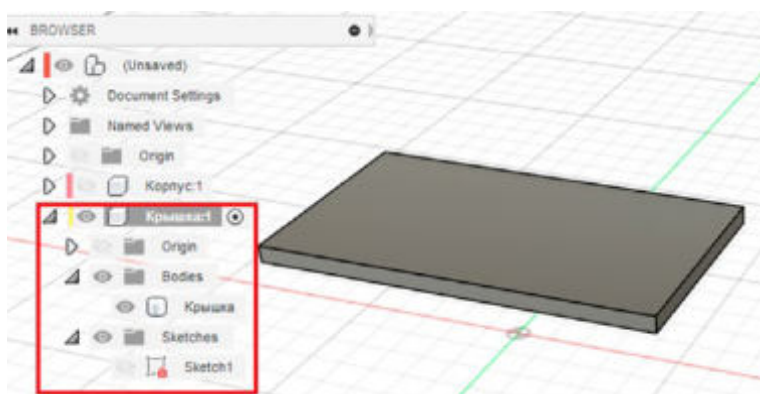 BROWSER
(Unsaved)
Document Settings
Named Views
Origin
Корпус:1
Крышка:1
Origin
Bodies
Крышка
Sketches
Sketch1